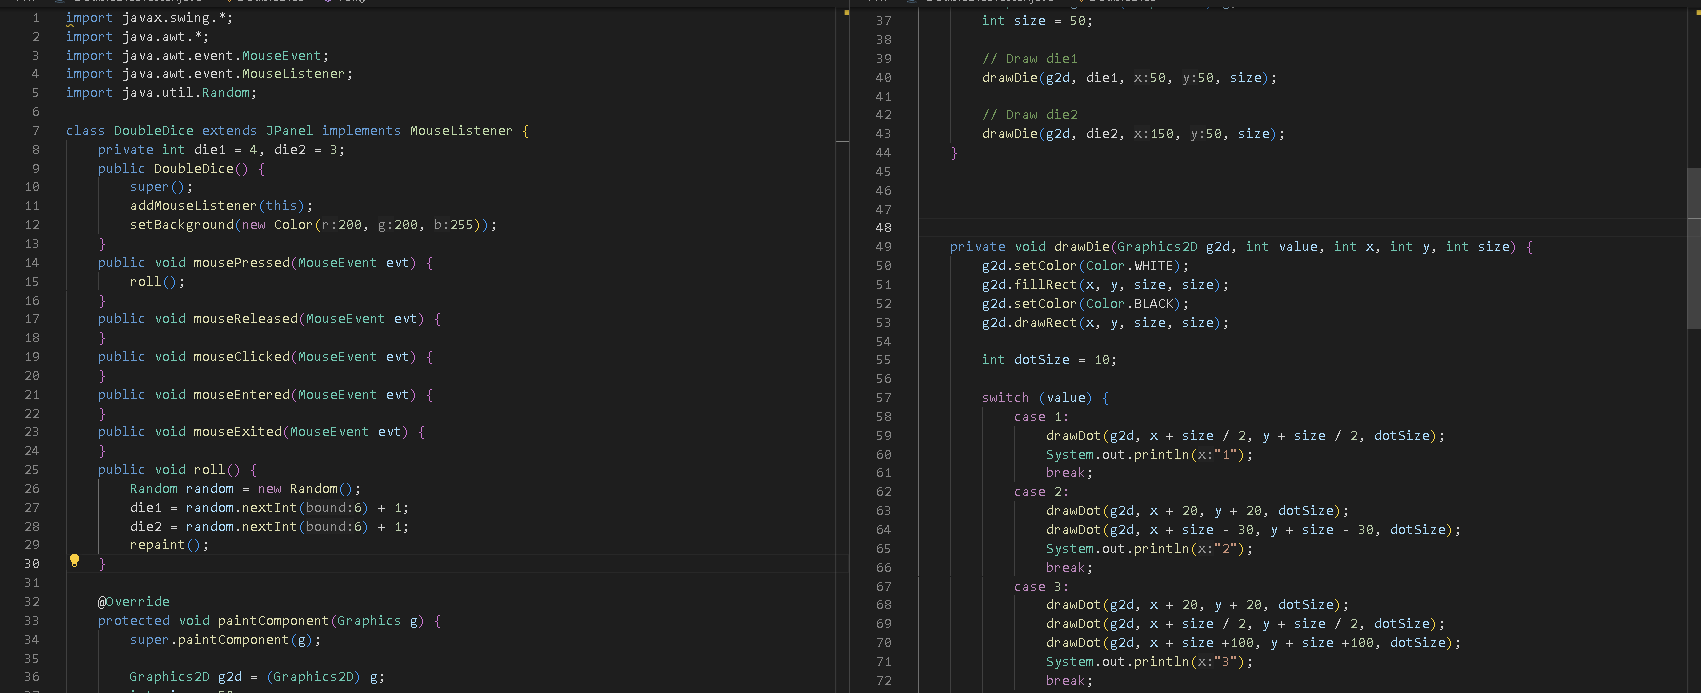 1 import javax.swing.*;
2 import java.awt.*;
3 import java.awt.event.MouseEvent;
4 import java.awt.event.MouseListener;
5 import java.util.Random;
6
7 class DoubleDice extends JPanel implements MouseListener {
8 private int die1 = 4, die2 = 3;
9 public DoubleDice() {
10 super();
11 addMouseListener(this);
12 setBackground(new Color(r:200, g:200, b:255));
13 }
14 public void mousePressed(MouseEvent evt) {
15 roll();
16 }
17 public void mouseReleased(MouseEvent evt) {
18 }
19 public void mouseClicked(MouseEvent evt) {
20 }
21 public void mouseEntered(MouseEvent evt) {
22 }
23 public void mouseExited(MouseEvent evt) {
24 }
25 public void roll() {
26 Random random = new Random();
27 die1 = random.nextInt(bound:6) + 1;
28 die2 = random.nextInt(bound:6) + 1;
29 repaint();
30 }
31
32 @Override
33 protected void paintComponent(Graphics g) {
34 super.paintComponent(g);
35
36 Graphics2D g2d = (Graphics2D) g;
37 int size = 50;
38
39 // Draw die1
40 drawDie(g2d, die1, x:50, y:50, size);
41
42 // Draw die2
43 drawDie(g2d, die2, x:150, y:50, size);
44 }
45
46
47
48
49 private void drawDie(Graphics2D g2d, int value, int x, int y, int size) {
50 g2d.setColor(Color.WHITE);
51 g2d.fillRect(x, y, size, size);
52 g2d.setColor(Color.BLACK);
53 g2d.drawRect(x, y, size, size);
54
55 int dotSize = 10;
56
57 switch (value) {
58 case 1:
59 drawDot(g2d, x + size / 2, y + size / 2, dotSize);
60 System.out.println(x:"1");
61 break;
62 case 2:
63 drawDot(g2d, x + 20, y + 20, dotSize);
64 drawDot(g2d, x + size - 30, y + size - 30, dotSize);
65 System.out.println(x:"2");
66 break;
67 case 3:
68 drawDot(g2d, x + 20, y + 20, dotSize);
69 drawDot(g2d, x + size / 2, y + size / 2, dotSize);
70 drawDot(g2d, x + size +100, y + size +100, dotSize);
71 System.out.println(x:"3");
72 break;